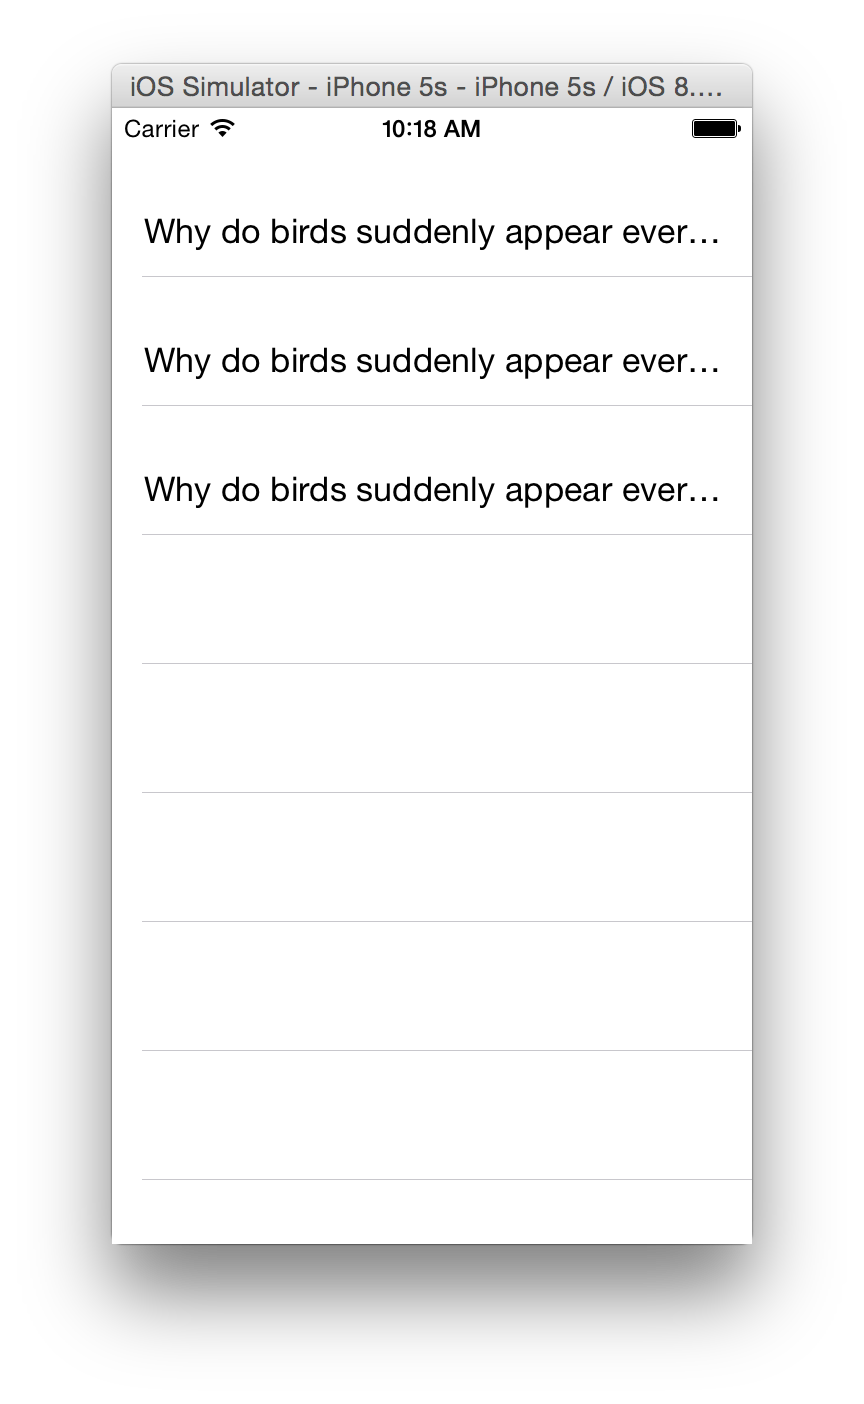 iOS Simulator - iPhone 5s - iPhone 5s / iOS 8....
Carrier 10:18 AM
Why do birds suddenly appear ever...
Why do birds suddenly appear ever...
Why do birds suddenly appear ever...